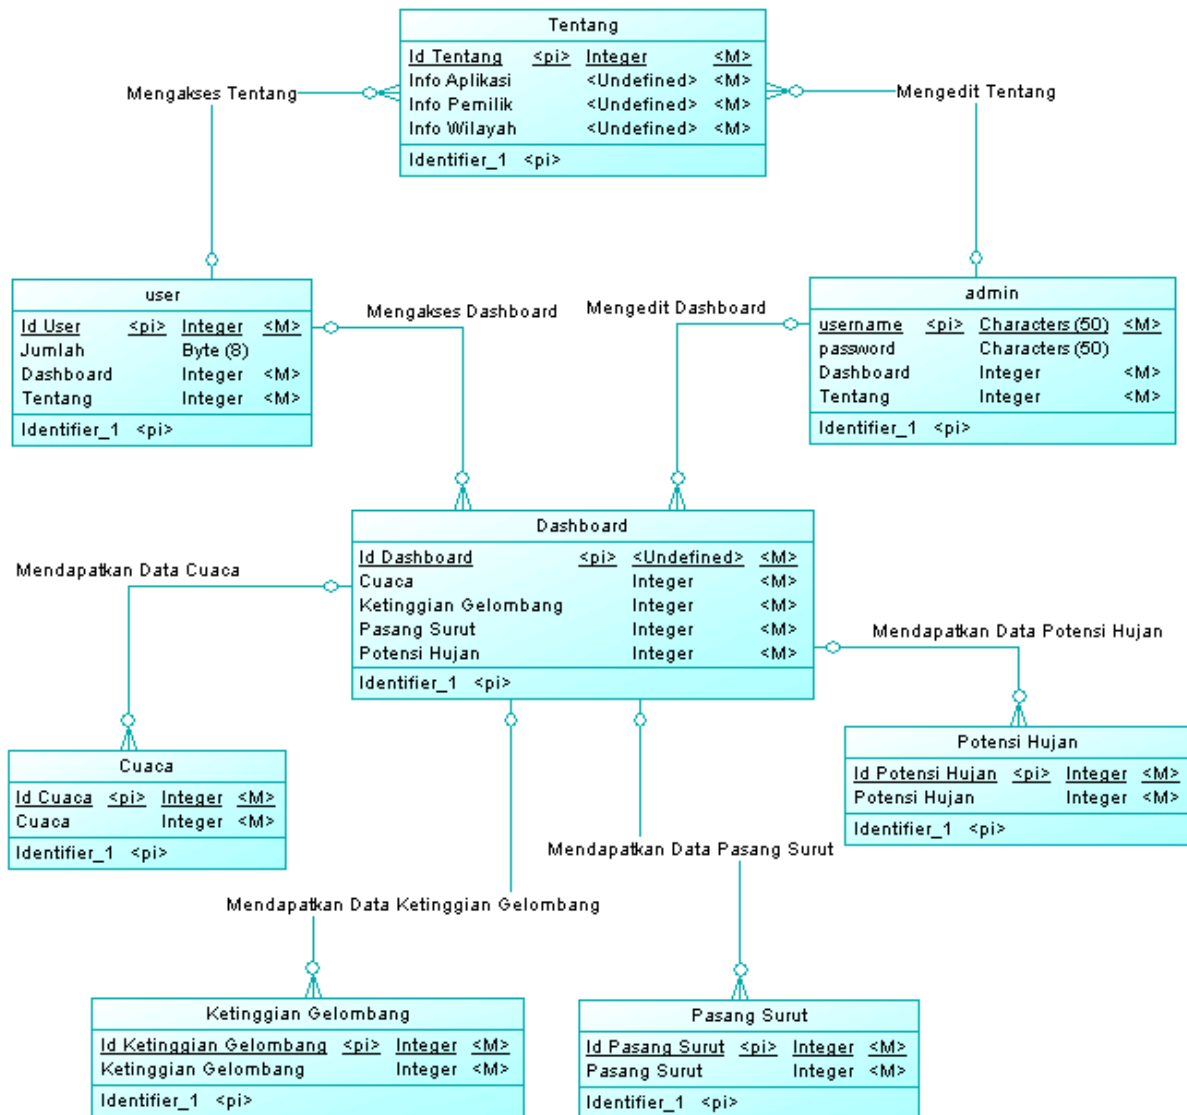 Tentang
Id Tentang <pi> Integer <M>
Info Aplikasi <Undefined> <M>
Info Pemilik <Undefined> <M>
Info Wilayah <Undefined> <M>
Identifier_1 <pi>
Mengakses Tentang
Mengedit Tentang
user
Id User <pi> Integer <M>
Jumlah Byte (8)
Dashboard Integer <M>
Tentang Integer <M>
Identifier_1 <pi>
Mengakses Dashboard
Mengedit Dashboard
admin
username <pi> Characters (50) <M>
password Characters (50)
Dashboard Integer <M>
Tentang Integer <M>
Identifier_1 <pi>
Dashboard
Id Dashboard <pi> <Undefined> <M>
Cuaca Integer <M>
Ketinggian Gelombang Integer <M>
Pasang Surut Integer <M>
Potensi Hujan Integer <M>
Identifier_1 <pi>
Mendapatkan Data Cuaca
Mendapatkan Data Potensi Hujan
Cuaca
Id Cuaca <pi> Integer <M>
Cuaca Integer <M>
Identifier_1 <pi>
Potensi Hujan
Id Potensi Hujan <pi> Integer <M>
Potensi Hujan Integer <M>
Identifier_1 <pi>
Mendapatkan Data Pasang Surut
Mendapatkan Data Ketinggian Gelombang
Ketinggian Gelombang
Id Ketinggian Gelombang <pi> Integer <M>
Ketinggian Gelombang Integer <M>
Identifier_1 <pi>
Pasang Surut
Id Pasang Surut <pi> Integer <M>
Pasang Surut Integer <M>
Identifier_1 <pi>